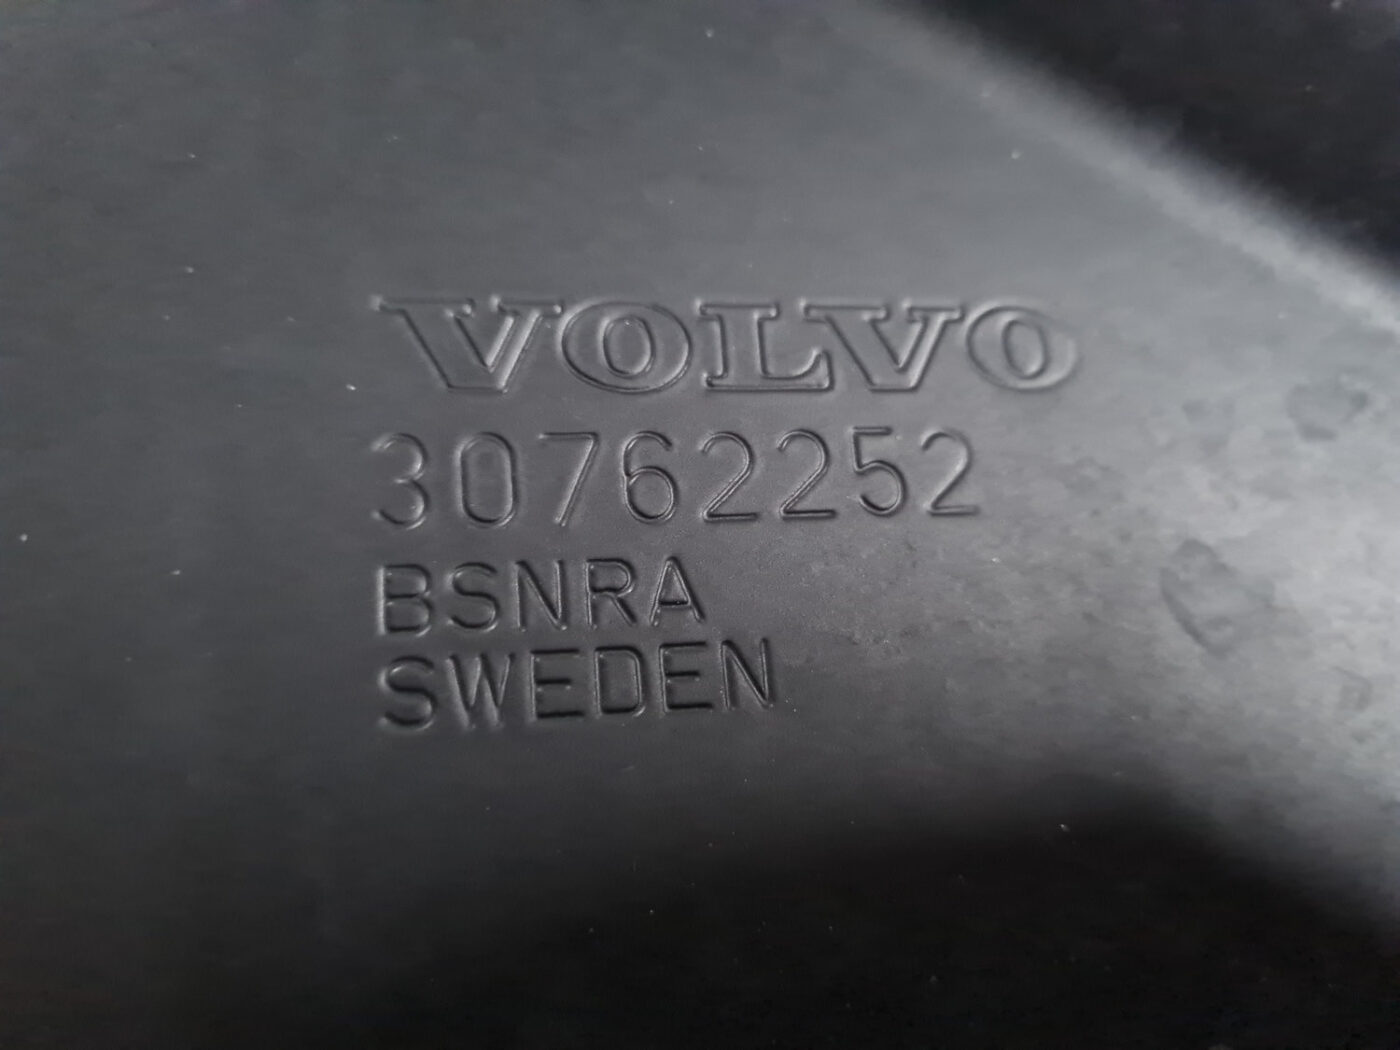 VOLVO
30762252
BSNRA
SWEDEN